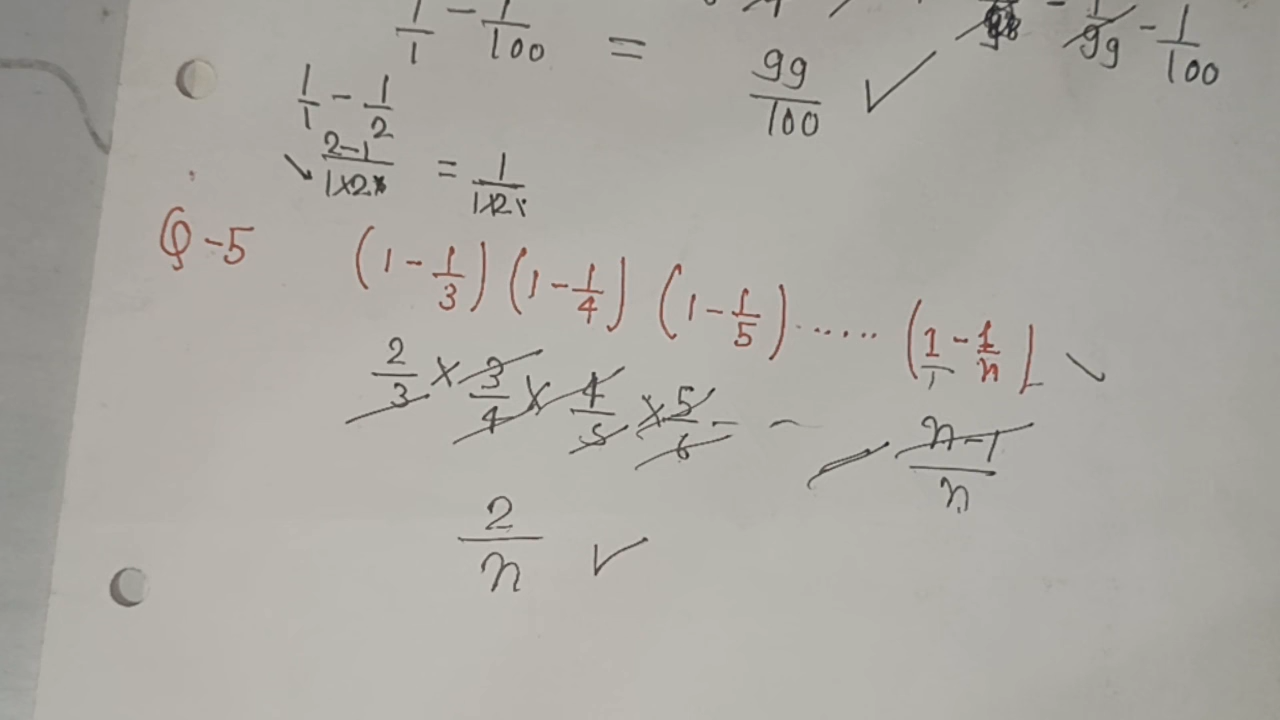 1/1 - 1/100 = 99/100 ✓ - 1/99 - 1/100
1/1 - 1/2
2-1/1×2 = 1/1×2
Q-5 (1 - 1/3) (1 - 1/4) (1 - 1/5) ...... (1/1 - 1/n)
2/3 × 3/4 × 4/5 × 5/6 - - n-1/n
2/n ✓